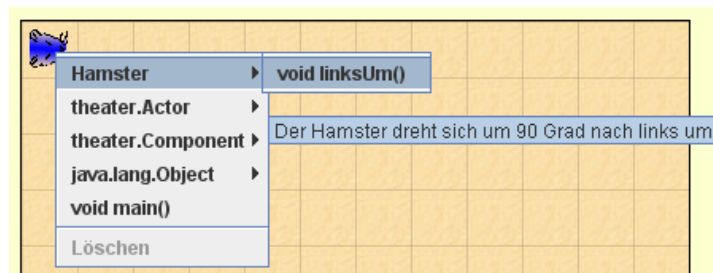 Hamster
void linksUm()
theater.Actor
Der Hamster dreht sich um 90 Grad nach links um
theater.Component
java.lang.Object
void main()
Löschen